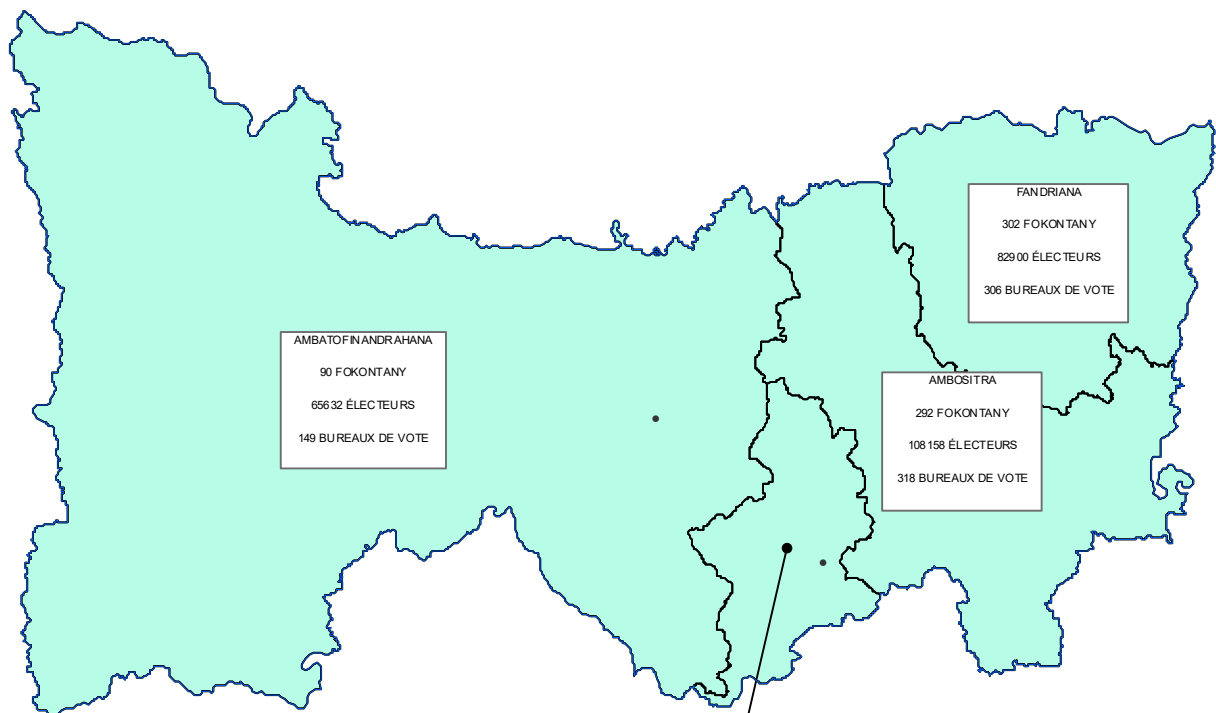 AMBATOFINANDRAHANA
90 FOKONTANY
65632 ÉLECTEURS
149 BUREAUX DE VOTE
FANDRIANA
302 FOKONTANY
82900 ÉLECTEURS
306 BUREAUX DE VOTE
AMBOSITRA
292 FOKONTANY
108158 ÉLECTEURS
318 BUREAUX DE VOTE